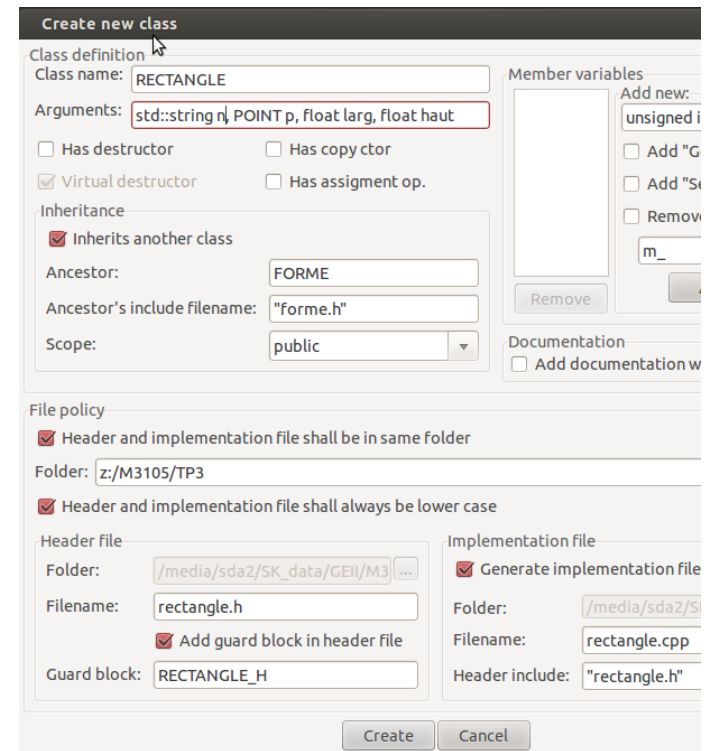 Create new class
Class definition
Class name: RECTANGLE
Arguments: std::string n, POINT p, float larg, float haut
Has destructor
Has copy ctor
Virtual destructor
Has assigment op.
Inheritance
Inherits another class
Ancestor: FORME
Ancestor's include filename: "forme.h"
Scope: public
Member variables
Add new:
unsigned i
Add "G
Add "S
Remov
m_
Remove
Documentation
Add documentation w
File policy
Header and implementation file shall be in same folder
Folder: z:/M3105/TP3
Header and implementation file shall always be lower case
Header file
Folder: /media/sda2/SK_data/GEII/M3 ...
Filename: rectangle.h
Add guard block in header file
Guard block: RECTANGLE_H
Implementation file
Generate implementation file
Folder: /media/sda2/S
Filename: rectangle.cpp
Header include: "rectangle.h"
Create
Cancel